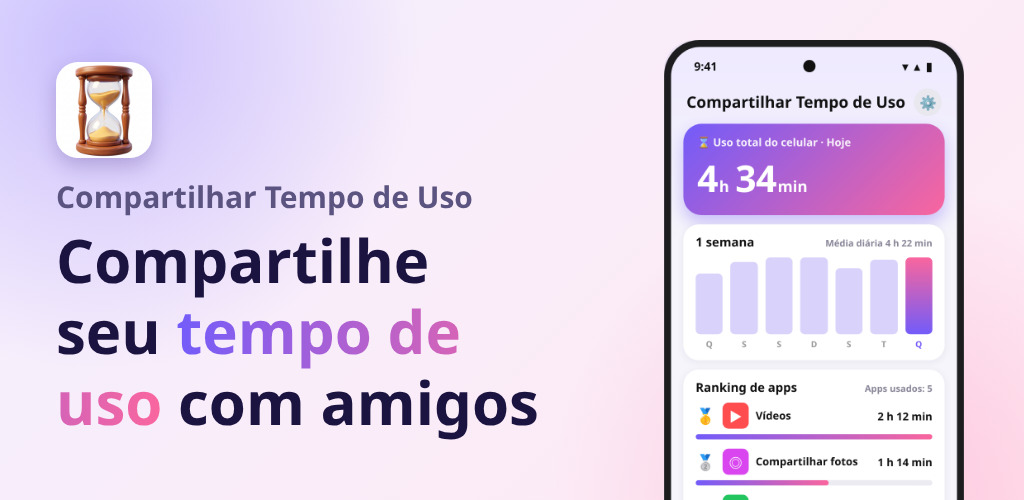 Compartilhar Tempo de Uso
Compartilhe
seu tempo de
uso com amigos
9:41
Compartilhar Tempo de Uso
Uso total do celular · Hoje
4h 34min
1 semana
Média diária 4 h 22 min
Q S S D S T Q
Ranking de apps
Apps usados: 5
Vídeos
2 h 12 min
Compartilhar fotos
1 h 14 min